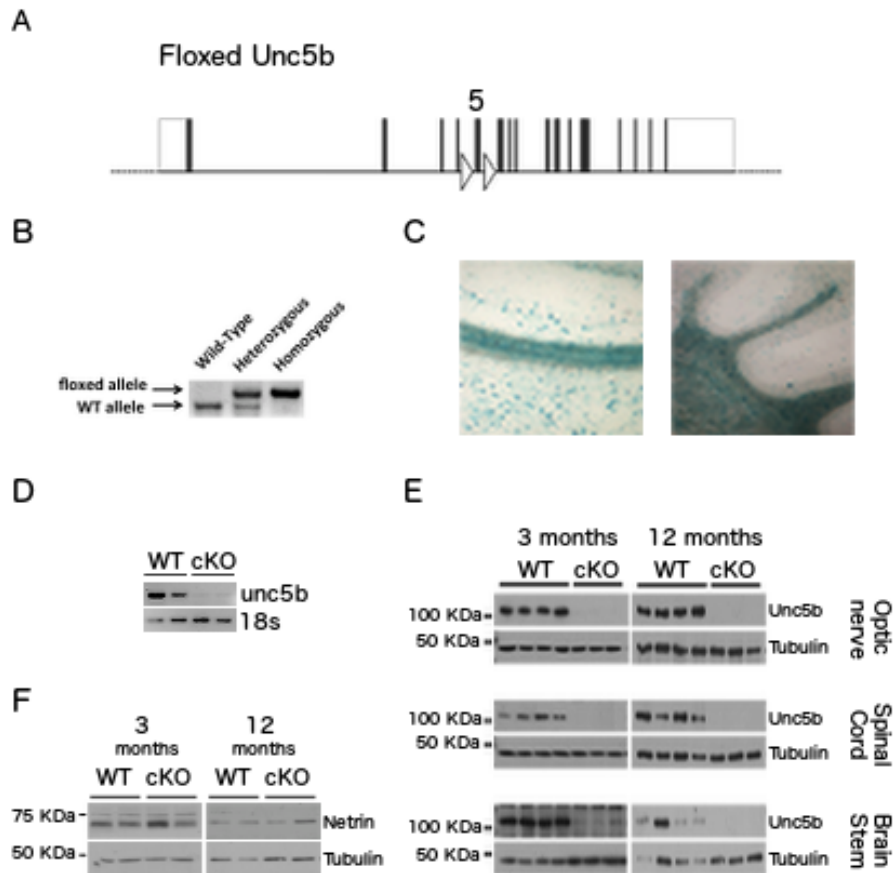 A
Floxed Unc5b
5
B
Wild-Type
Heterozygous
Homozygous
floxed allele
WT allele
C
D
WT cKO
unc5b
18s
E
3 months 12 months
WT cKO WT cKO
100 KDa Unc5b
50 KDa Tubulin
Optic nerve
100 KDa Unc5b
50 KDa Tubulin
Spinal Cord
100 KDa Unc5b
50 KDa Tubulin
Brain Stem
F
3 months 12 months
WT cKO WT cKO
75 KDa Netrin
50 KDa Tubulin